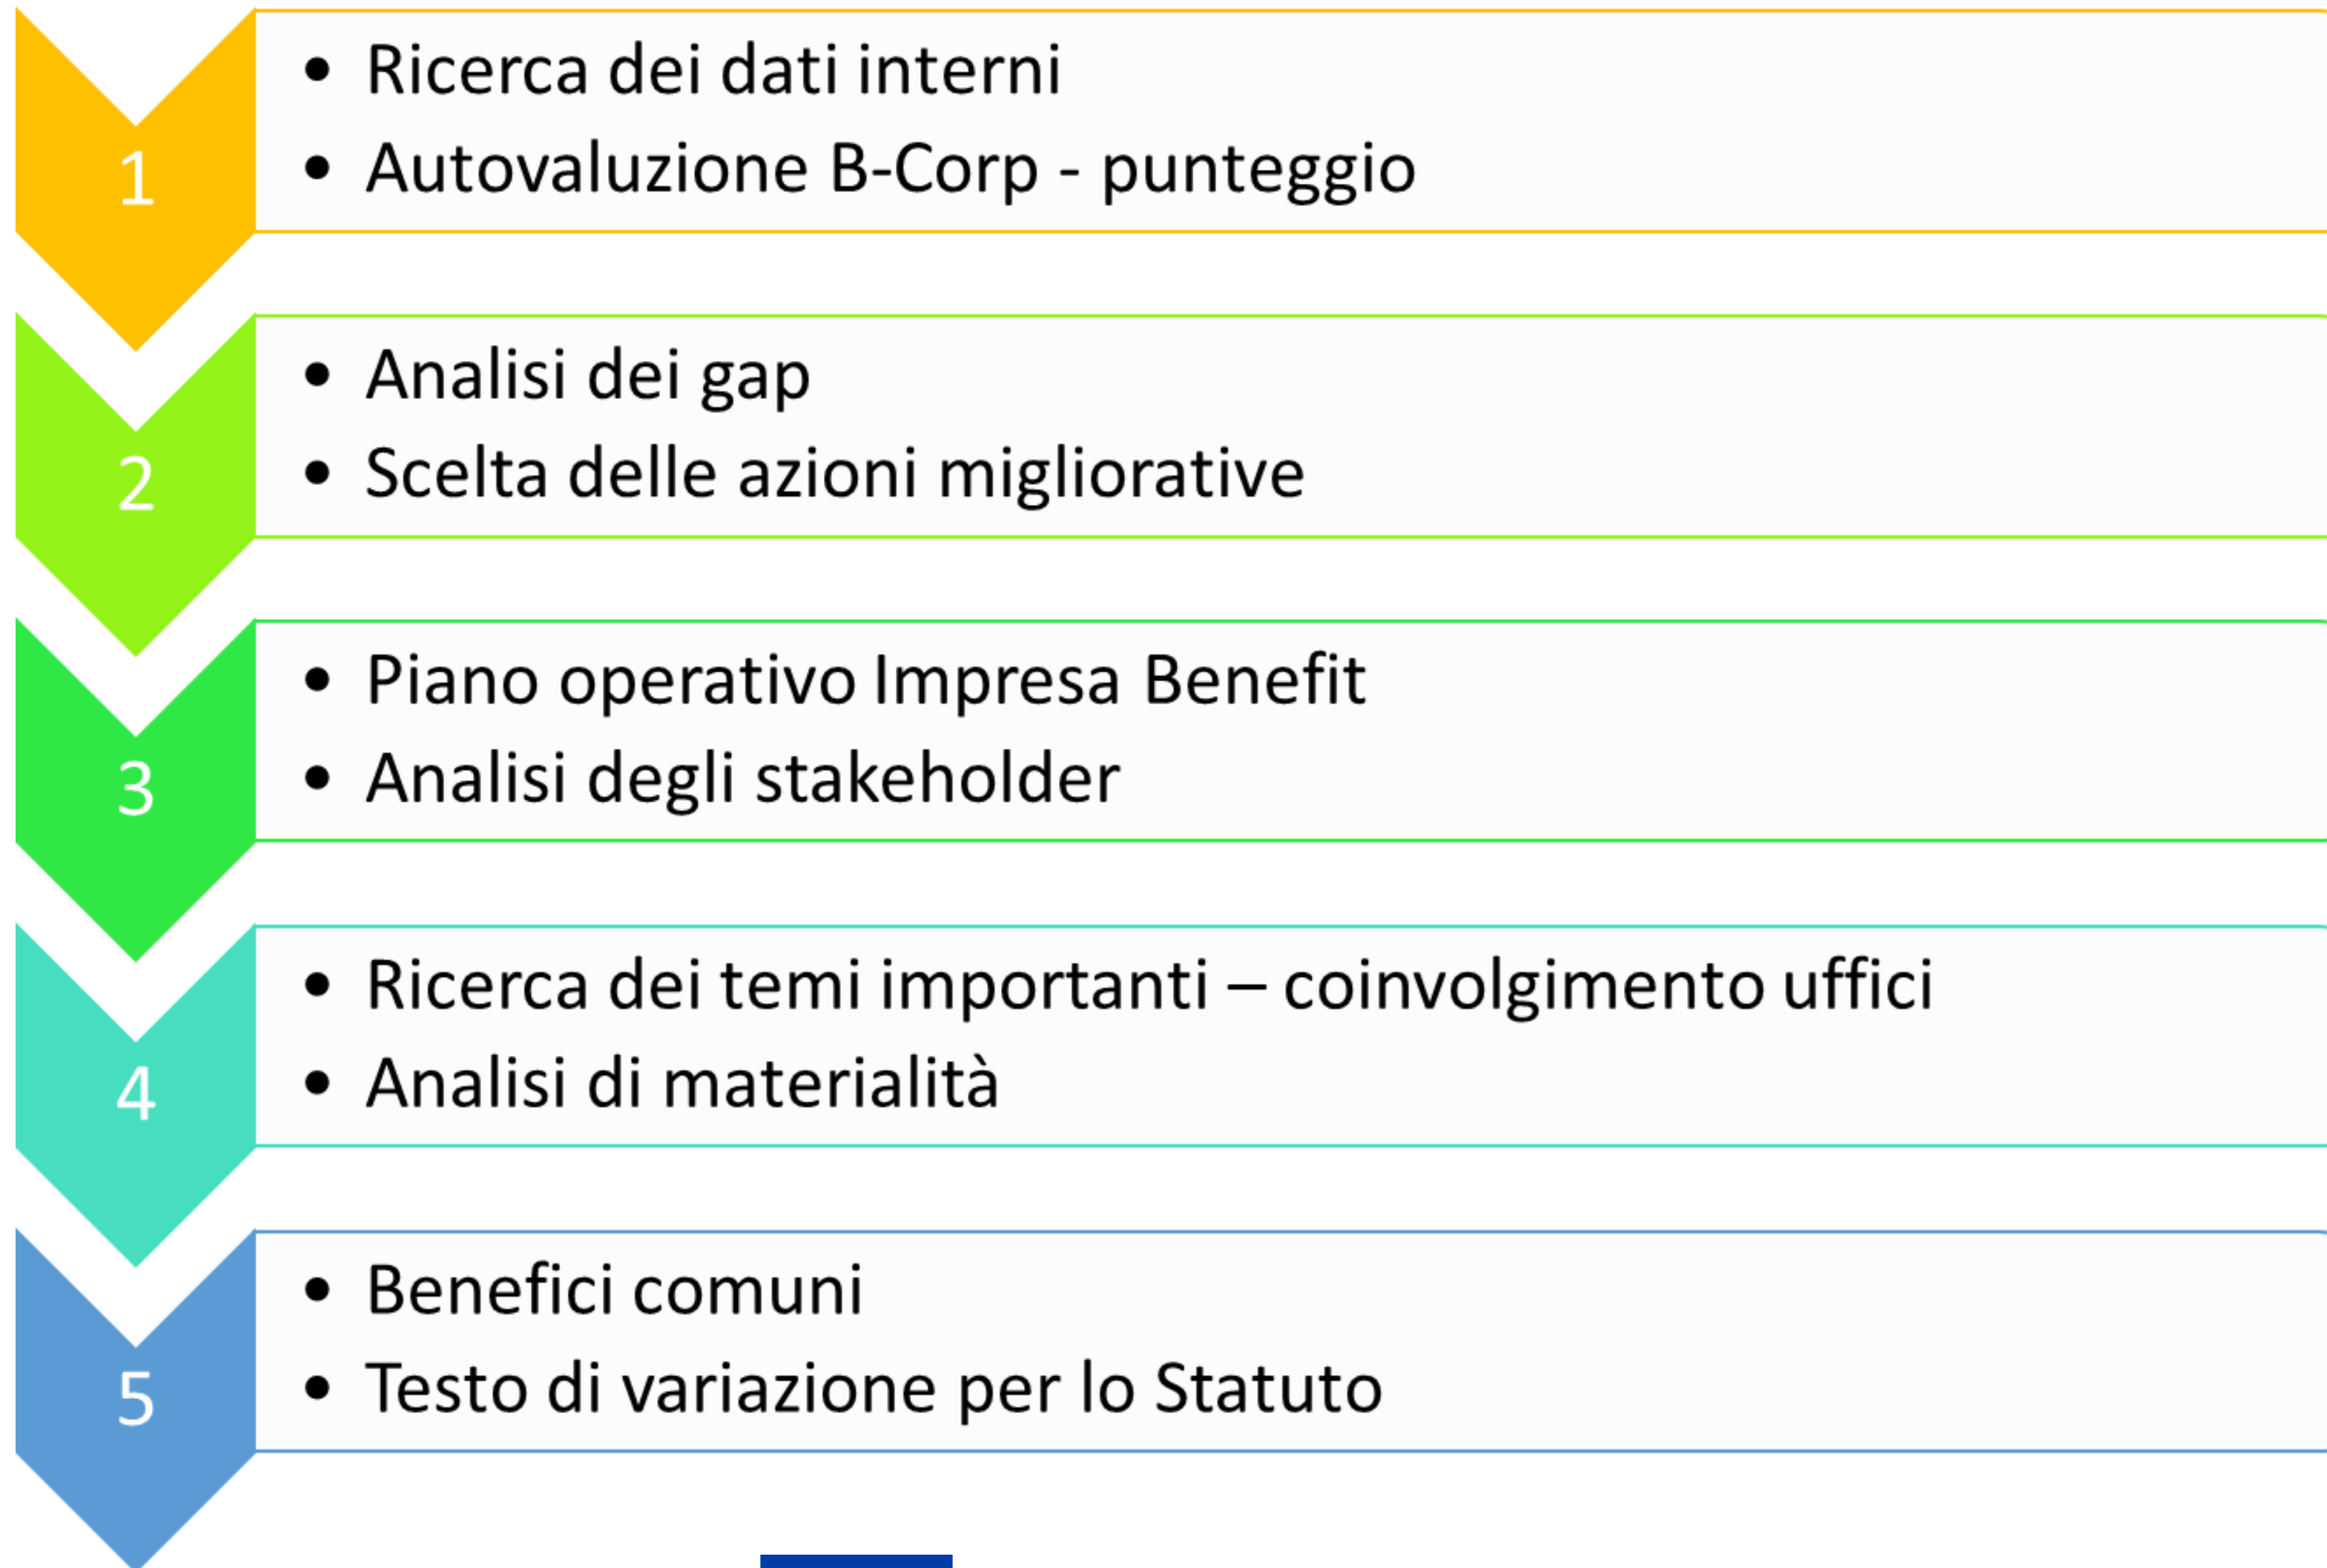 1
• Ricerca dei dati interni
• Autovaluzione B-Corp - punteggio
2
• Analisi dei gap
• Scelta delle azioni migliorative
3
• Piano operativo Impresa Benefit
• Analisi degli stakeholder
4
• Ricerca dei temi importanti – coinvolgimento uffici
• Analisi di materialità
5
• Benefici comuni
• Testo di variazione per lo Statuto